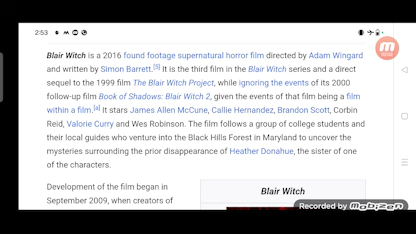 2:53
Blair Witch is a 2016 found footage supernatural horror film directed by Adam Wingard
and written by Simon Barrett.[5] It is the third film in the Blair Witch series and a direct
sequel to the 1999 film The Blair Witch Project, while ignoring the events of its 2000
follow-up film Book of Shadows: Blair Witch 2, given the events of that film being a film
within a film.[6] It stars James Allen McCune, Callie Hernandez, Brandon Scott, Corbin
Reid, Valorie Curry and Wes Robinson. The film follows a group of college students and
their local guides who venture into the Black Hills Forest in Maryland to uncover the
mysteries surrounding the prior disappearance of Heather Donahue, the sister of one
of the characters.
Development of the film began in
September 2009, when creators of
Blair Witch
Recorded by Mobizen